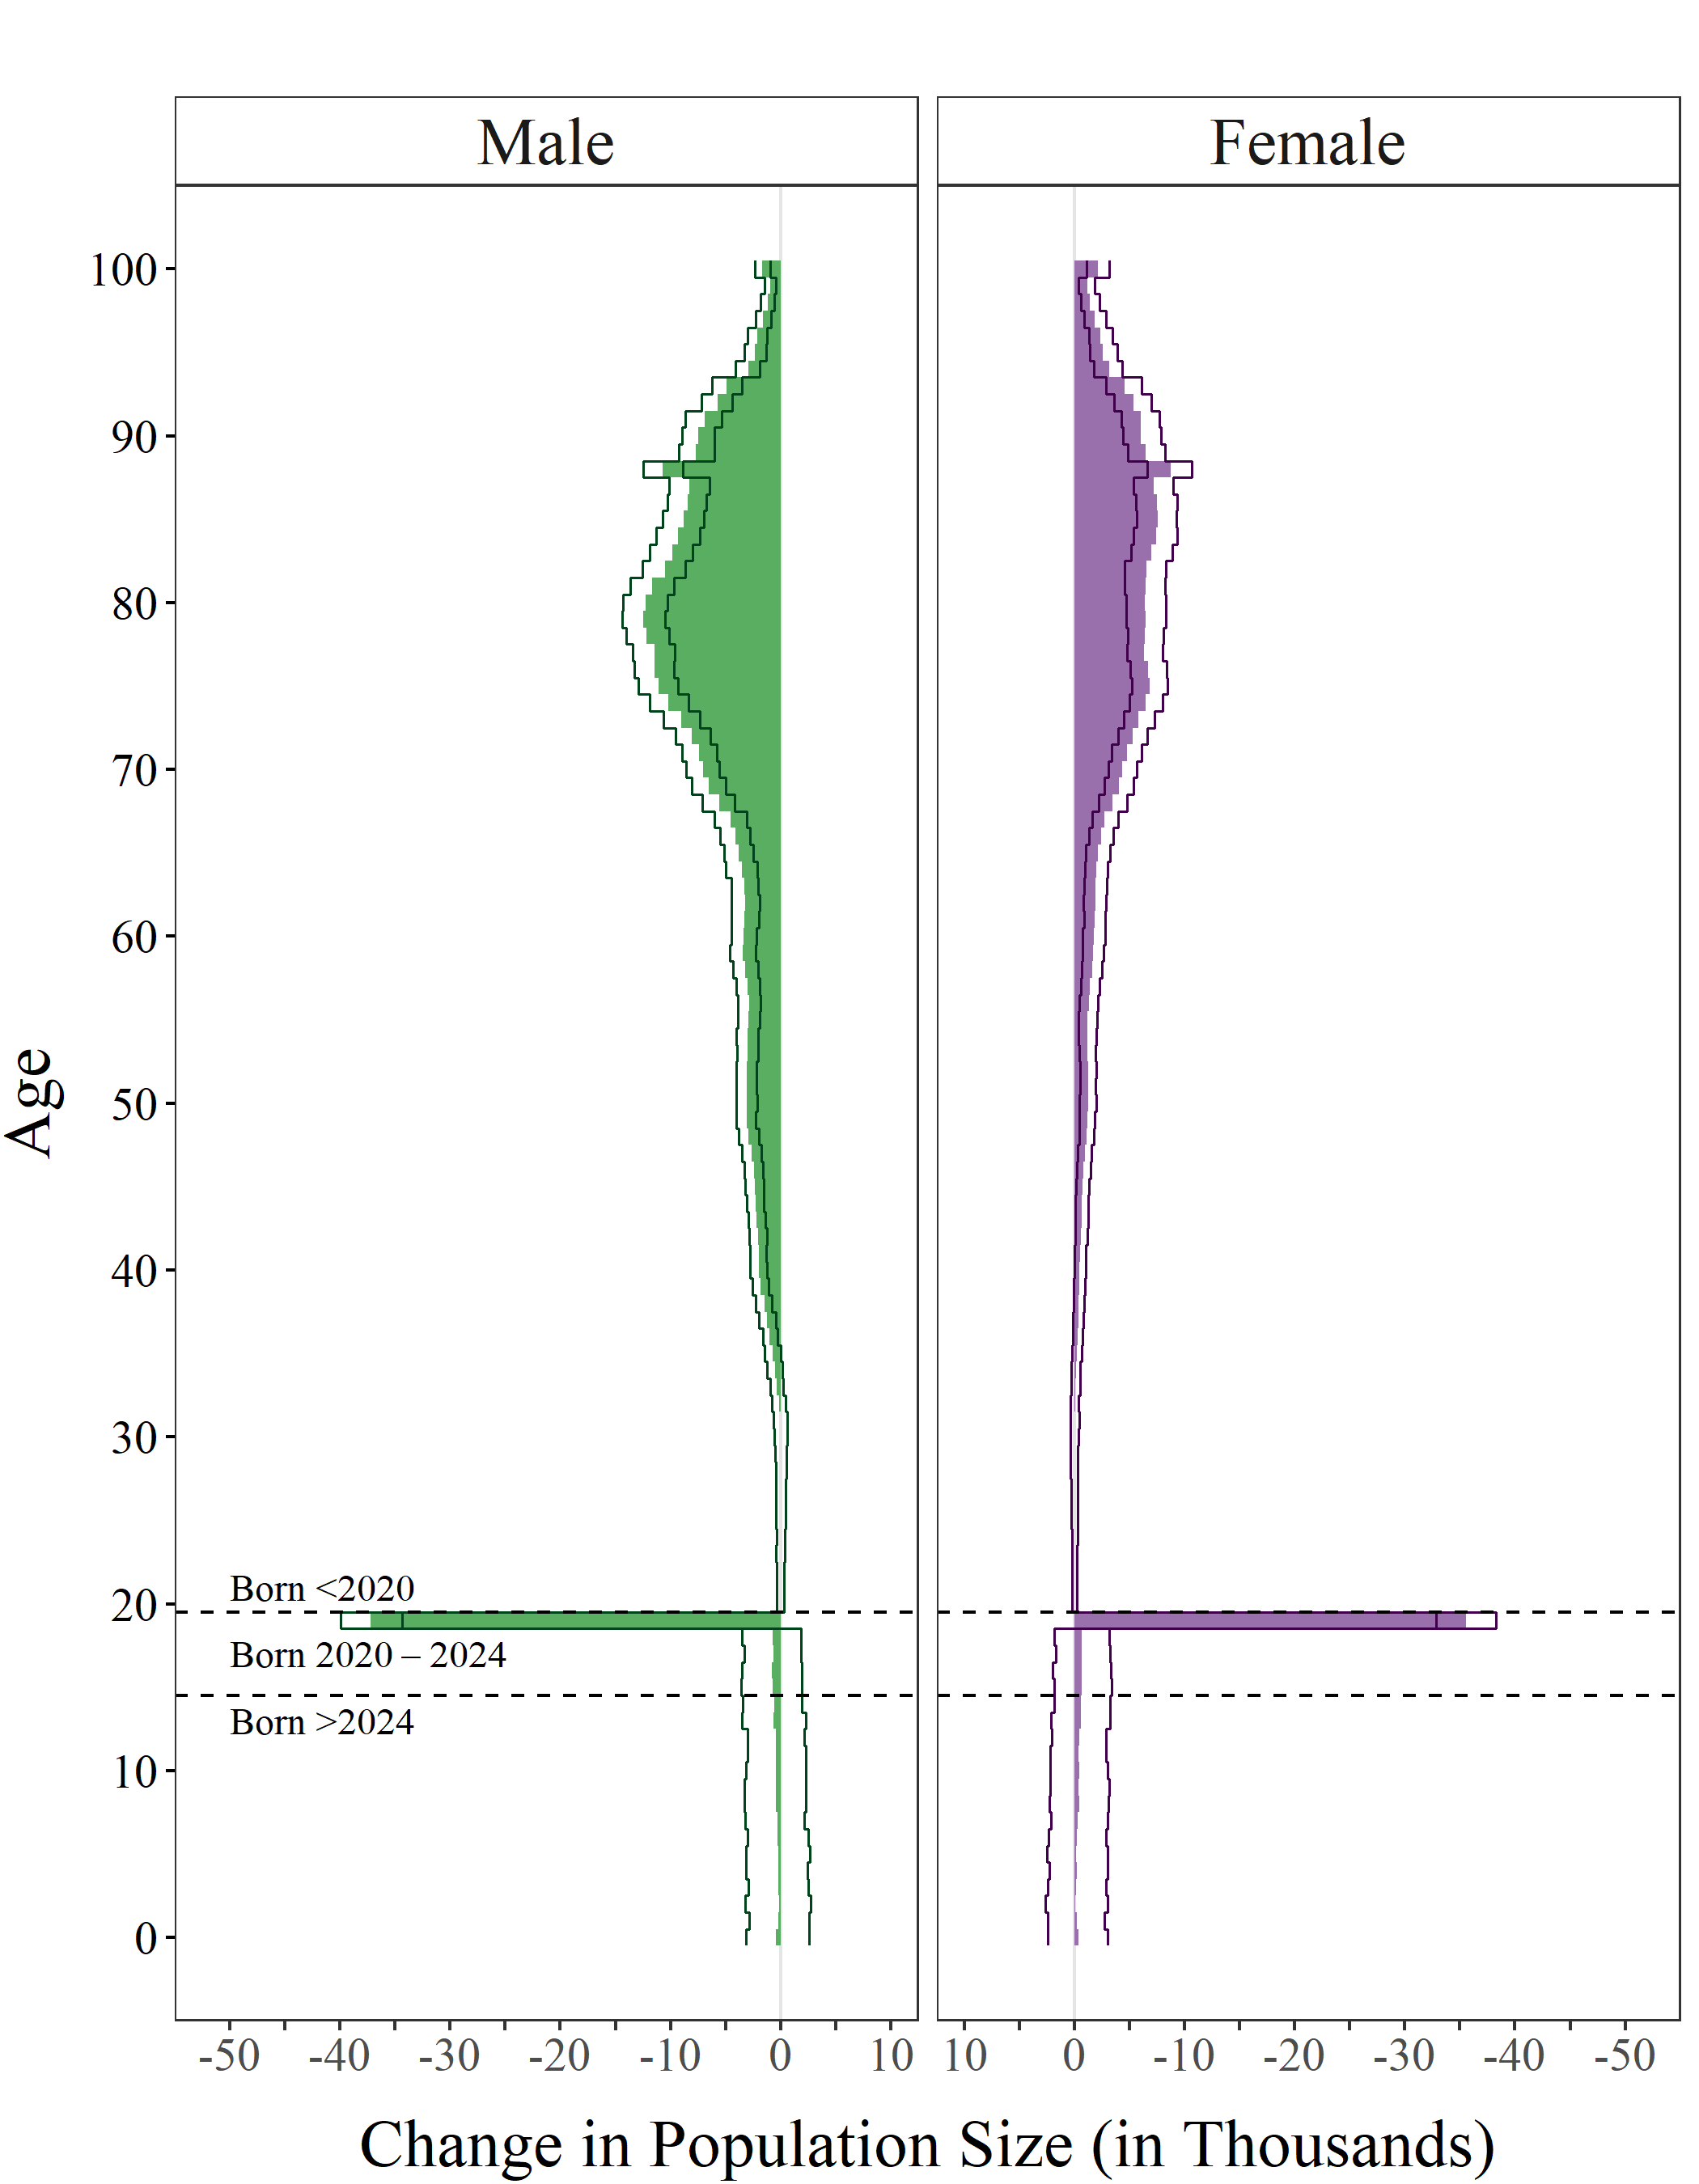 Male Female
100
90
80
70
60
50
40
30
20
10
0
Age
Born <2020
Born 2020 – 2024
Born >2024
-50 -40 -30 -20 -10 0 10 10 0 -10 -20 -30 -40 -50
Change in Population Size (in Thousands)